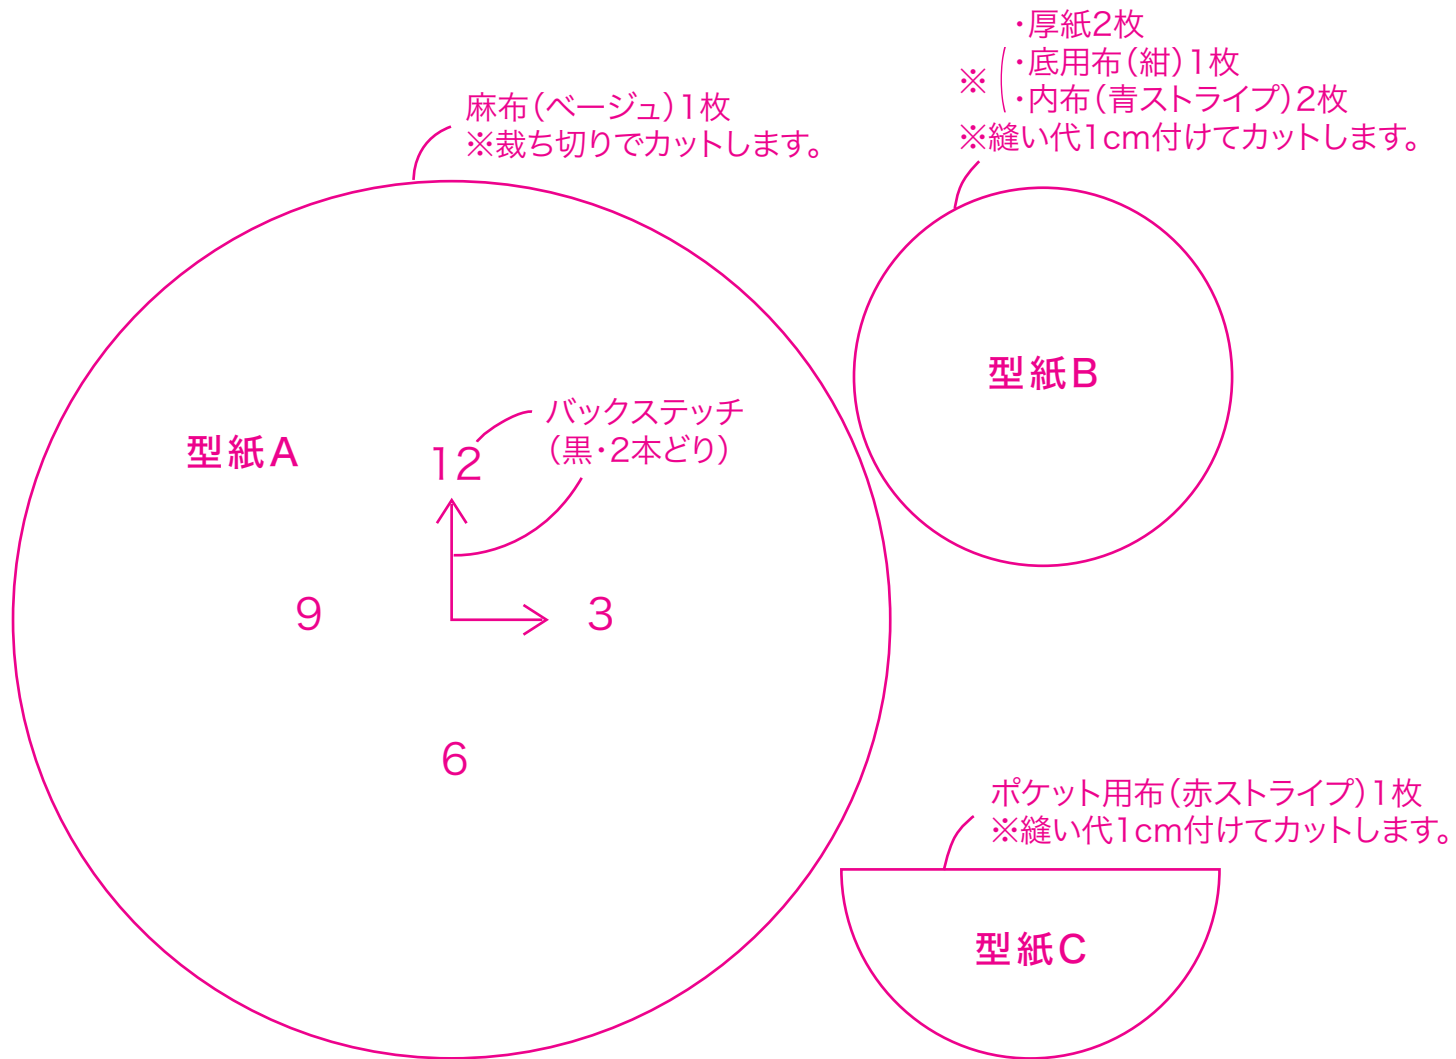 麻布(ベージュ)1枚
※裁ち切りでカットします。
・厚紙2枚
※ ・底用布(紺)1枚
・内布(青ストライプ)2枚
※縫い代1cm付けてカットします。
型紙A
12
バックステッチ
(黒・2本どり)
9
3
6
型紙B
ポケット用布(赤ストライプ)1枚
※縫い代1cm付けてカットします。
型紙C